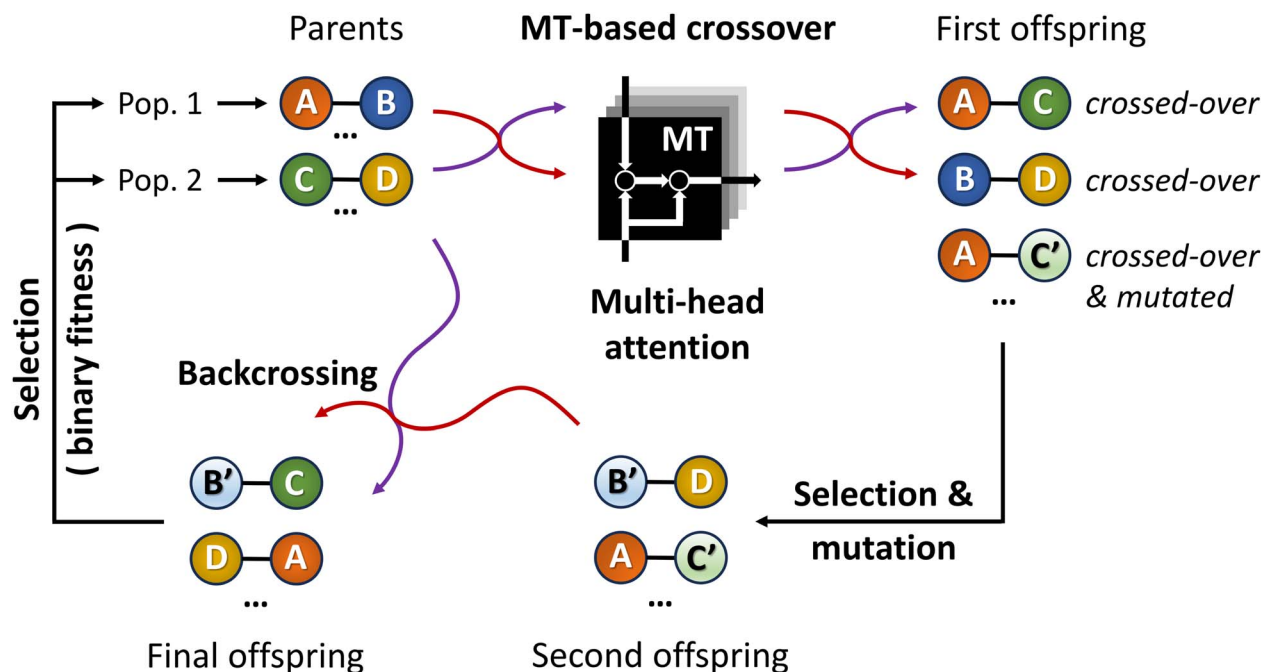 Parents
MT-based crossover
First offspring
Pop. 1
A
B
...
Pop. 2
C
D
...
MT
Multi-head
attention
A
C
crossed-over
B
D
crossed-over
A
C’
crossed-over
& mutated
...
Selection
( binary fitness )
Backcrossing
Selection &
mutation
B’
C
D
A
...
Final offspring
B’
D
A
C’
...
Second offspring